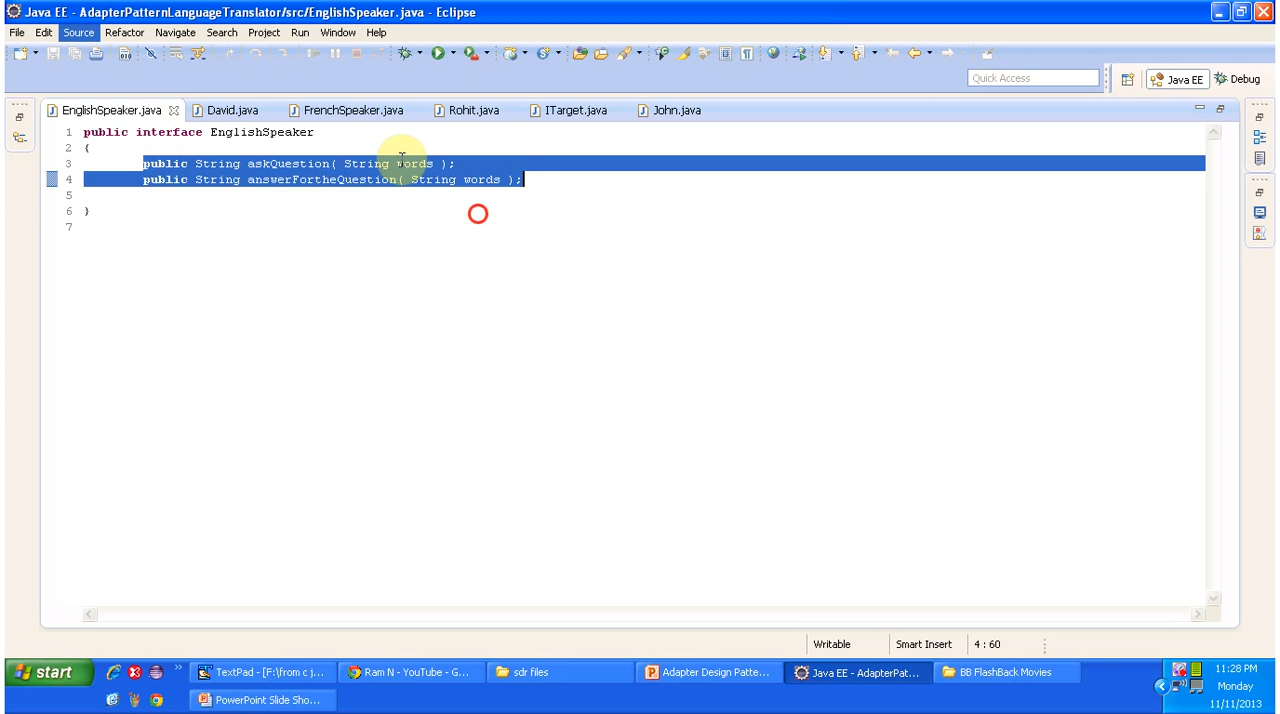 Java EE - AdapterPatternLanguageTranslator/src/EnglishSpeaker.java - Eclipse
File Edit Source Refactor Navigate Search Project Run Window Help
Quick Access Java EE Debug
EnglishSpeaker.java David.java FrenchSpeaker.java Rohit.java ITarget.java John.java
1 public interface EnglishSpeaker
2 {
3 public String askQuestion( String words );
4 public String answerFortheQuestion( String words );
5
6 }
7
Writable Smart Insert 4 : 60
start TextPad - [F:\from c j... Ram N - YouTube - G... sdr files Adapter Design Patte... Java EE - AdapterPat... BB FlashBack Movies 11:28 PM
PowerPoint Slide Sho... Monday
11/11/2013